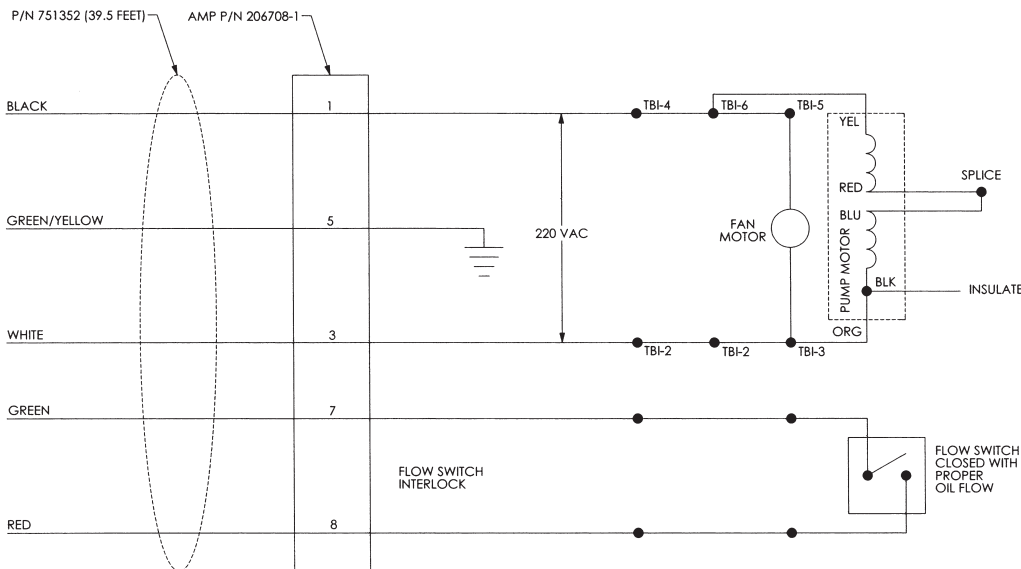 P/N 751352 (39.5 FEET)
AMP P/N 206708-1
BLACK
1
TBI-4
TBI-6
TBI-5
YEL
RED
SPLICE
BLU
GREEN/YELLOW
5
220 VAC
FAN
MOTOR
PUMP MOTOR
BLK
INSULATE
ORG
WHITE
3
TBI-2
TBI-2
TBI-3
GREEN
7
FLOW SWITCH
INTERLOCK
FLOW SWITCH
CLOSED WITH
PROPER
OIL FLOW
RED
8